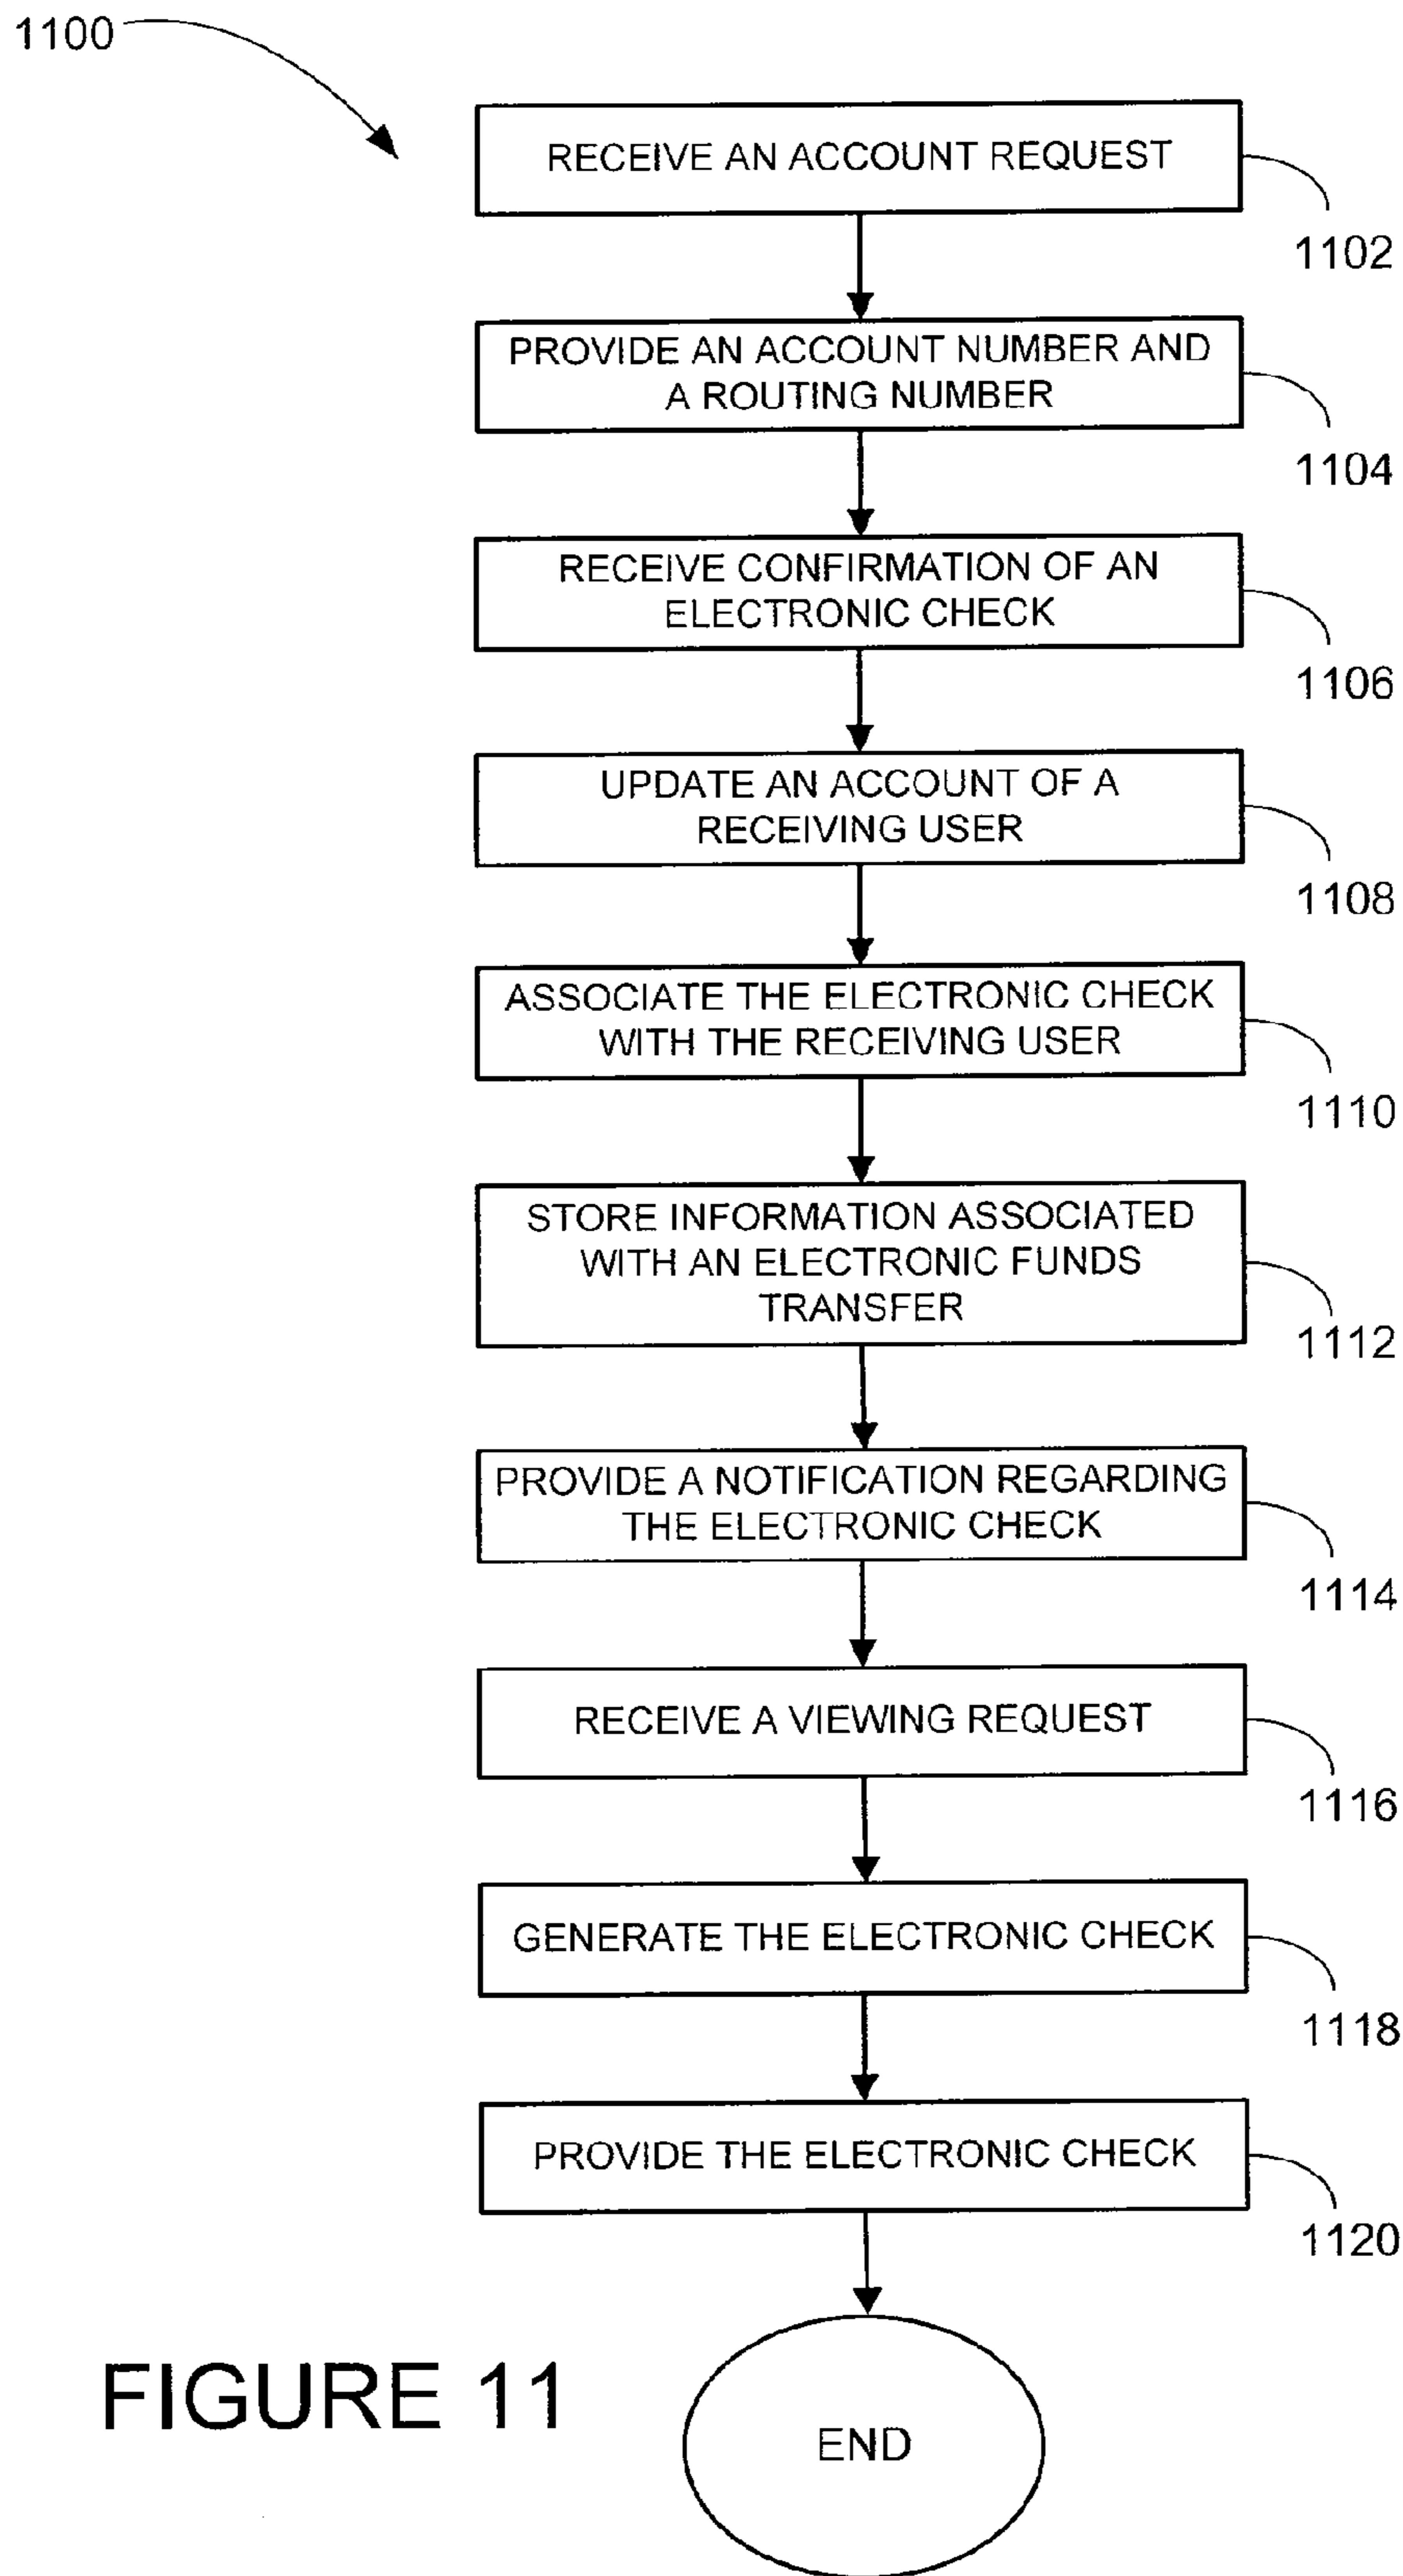 1100
RECEIVE AN ACCOUNT REQUEST
1102
PROVIDE AN ACCOUNT NUMBER AND
A ROUTING NUMBER
1104
RECEIVE CONFIRMATION OF AN
ELECTRONIC CHECK
1106
UPDATE AN ACCOUNT OF A
RECEIVING USER
1108
ASSOCIATE THE ELECTRONIC CHECK
WITH THE RECEIVING USER
1110
STORE INFORMATION ASSOCIATED
WITH AN ELECTRONIC FUNDS
TRANSFER
1112
PROVIDE A NOTIFICATION REGARDING
THE ELECTRONIC CHECK
1114
RECEIVE A VIEWING REQUEST
1116
GENERATE THE ELECTRONIC CHECK
1118
PROVIDE THE ELECTRONIC CHECK
1120
FIGURE 11
END